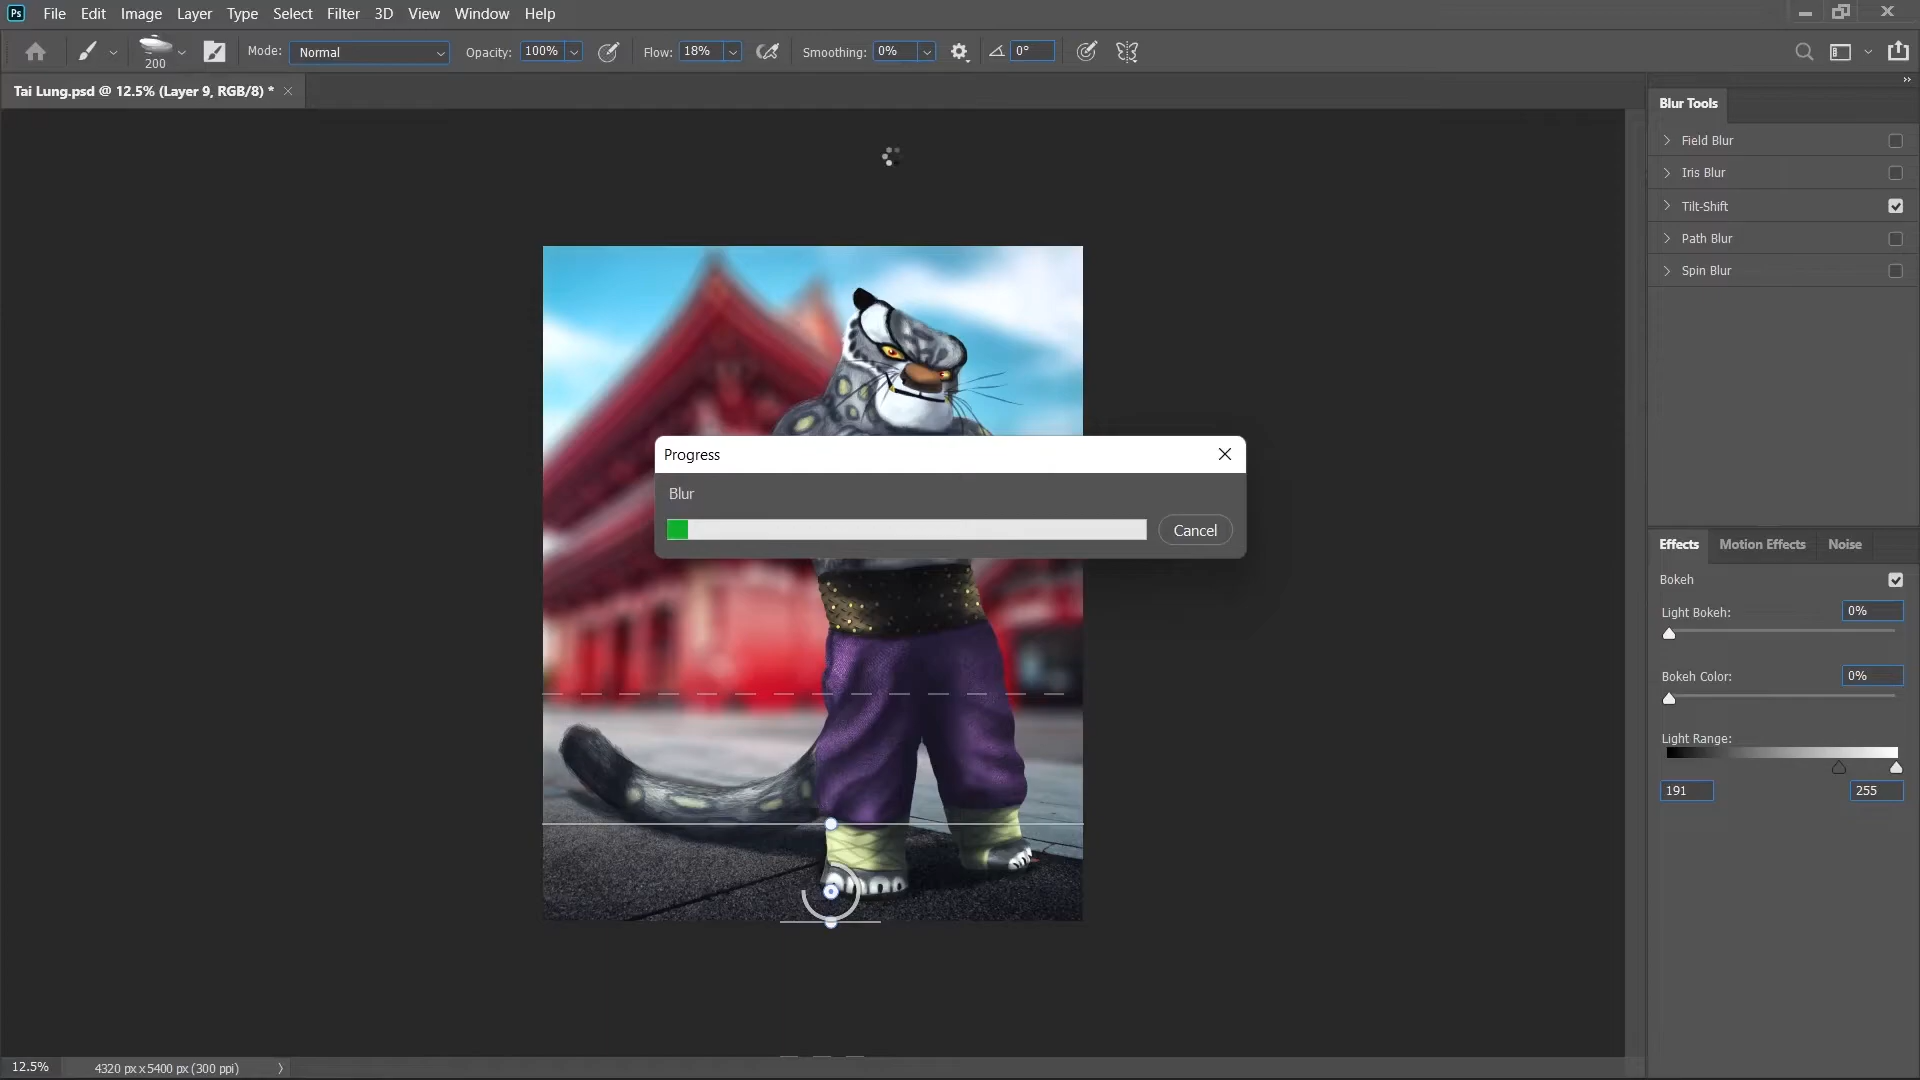 Ps File Edit Image Layer Type Select Filter 3D View Window Help
200 Mode: Normal Opacity: 100% Flow: 18% Smoothing: 0% 0°
Tai Lung.psd @ 12.5% (Layer 9, RGB/8) *
Blur Tools
Field Blur
Iris Blur
Tilt-Shift
Path Blur
Spin Blur
Progress
Blur
Cancel
Effects Motion Effects Noise
Bokeh
Light Bokeh: 0%
Bokeh Color: 0%
Light Range:
191 255
12.5% 4320 px x 5400 px (300 ppi)